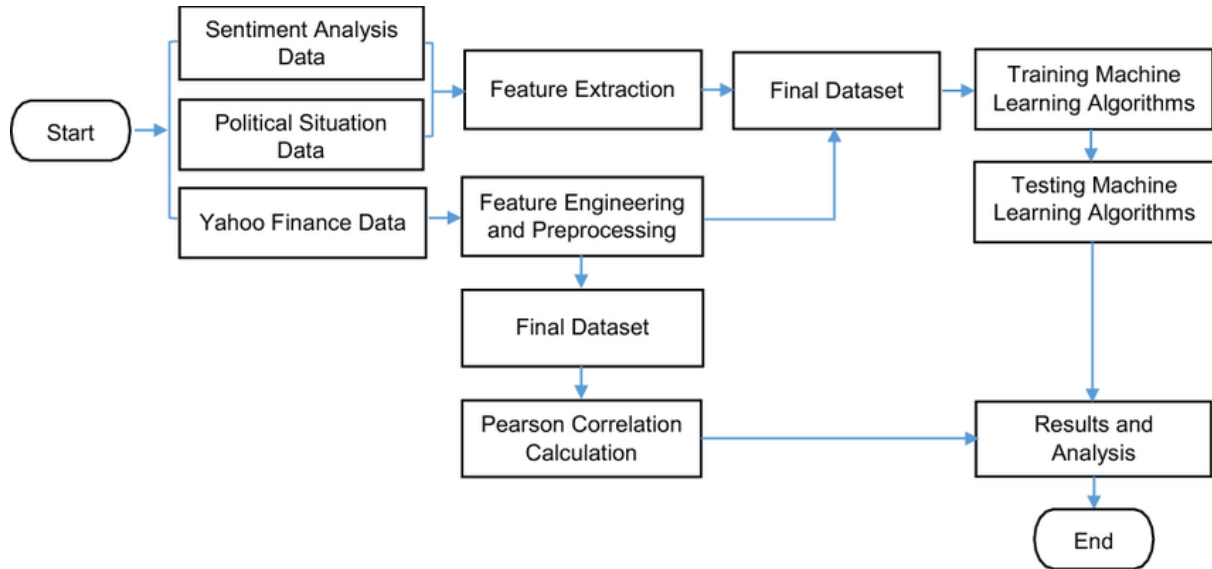 Start
Sentiment Analysis
Data
Political Situation
Data
Yahoo Finance Data
Feature Extraction
Feature Engineering
and Preprocessing
Final Dataset
Pearson Correlation
Calculation
Final Dataset
Training Machine
Learning Algorithms
Testing Machine
Learning Algorithms
Results and
Analysis
End